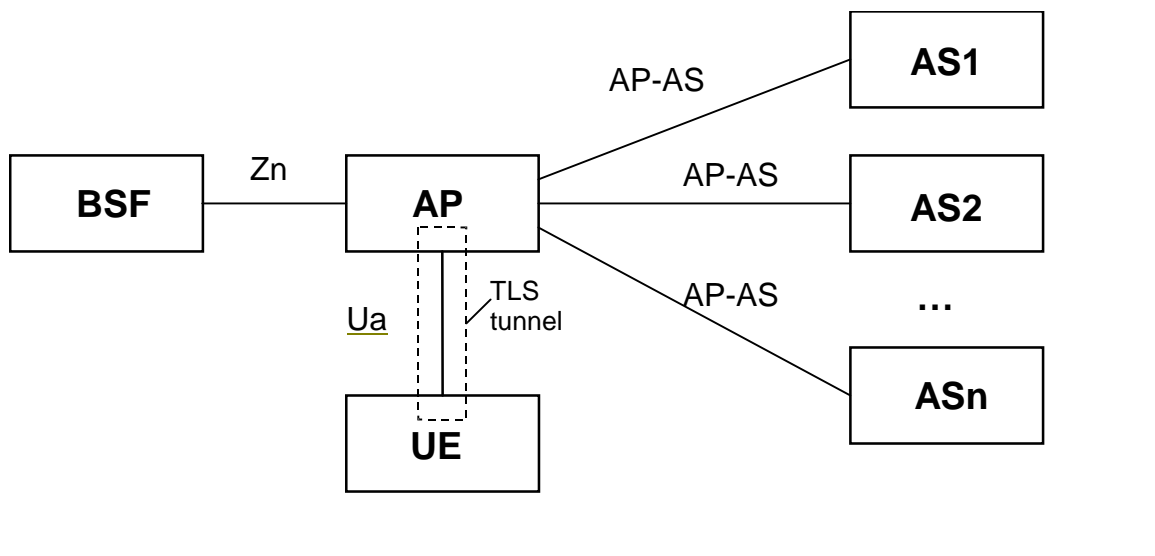 AS1
AP-AS
Zn
AP-AS
BSF
AP
AS2
TLS
tunnel
AP-AS
…
Ua
ASn
UE